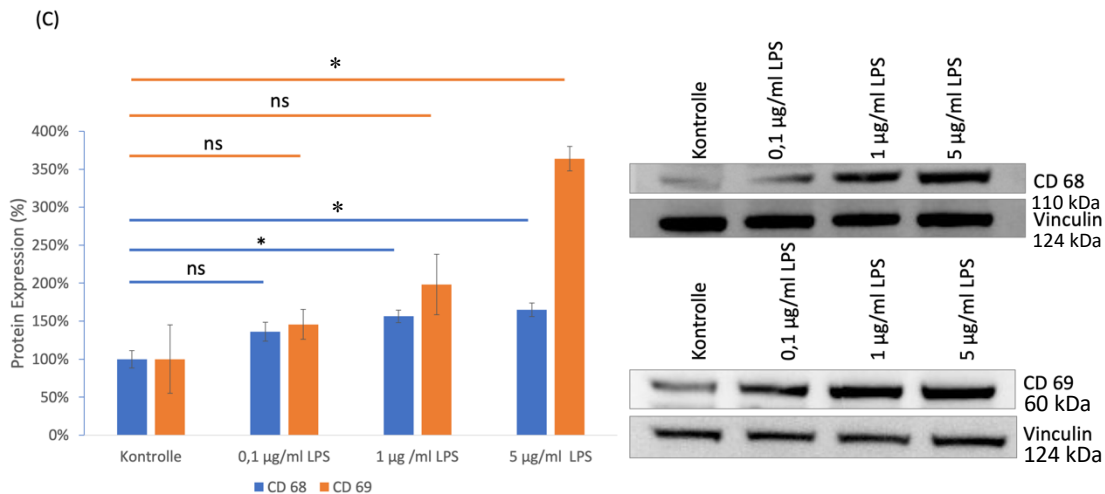 (C)
*
ns
ns
*
*
ns
Protein Expression (%)
400%
350%
300%
250%
200%
150%
100%
50%
0%
Kontrolle 0,1 µg/ml LPS 1 µg /ml LPS 5 µg/ml LPS
CD 68 CD 69
Kontrolle
0,1 µg/ml LPS
1 µg/ml LPS
5 µg/ml LPS
CD 68
110 kDa
Vinculin
124 kDa
Kontrolle
0,1 µg/ml LPS
1 µg/ml LPS
5 µg/ml LPS
CD 69
60 kDa
Vinculin
124 kDa